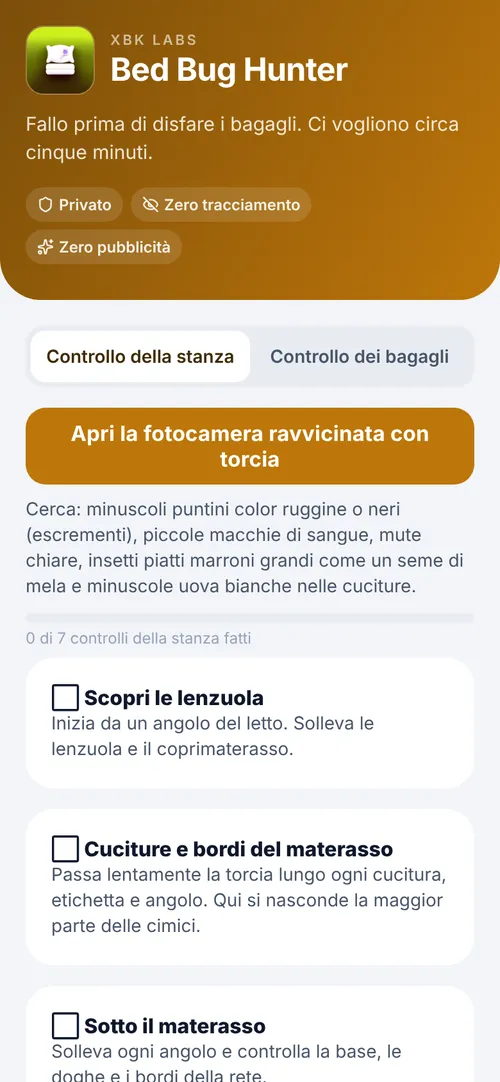 XBK LABS
Bed Bug Hunter
Fallo prima di disfare i bagagli. Ci vogliono circa
cinque minuti.
Privato
Zero tracciamento
Zero pubblicità
Controllo della stanza
Controllo dei bagagli
Apri la fotocamera ravvicinata con
torcia
Cerca: minuscoli puntini color ruggine o neri
(escrementi), piccole macchie di sangue, mute
chiare, insetti piatti marroni grandi come un seme di
mela e minuscole uova bianche nelle cuciture.
0 di 7 controlli della stanza fatti
Scopri le lenzuola
Inizia da un angolo del letto. Solleva le
lenzuola e il coprimaterasso.
Cuciture e bordi del materasso
Passa lentamente la torcia lungo ogni cucitura,
etichetta e angolo. Qui si nasconde la maggior
parte delle cimici.
Sotto il materasso
Solleva ogni angolo e controlla la base, le
doghe e i bordi della rete.